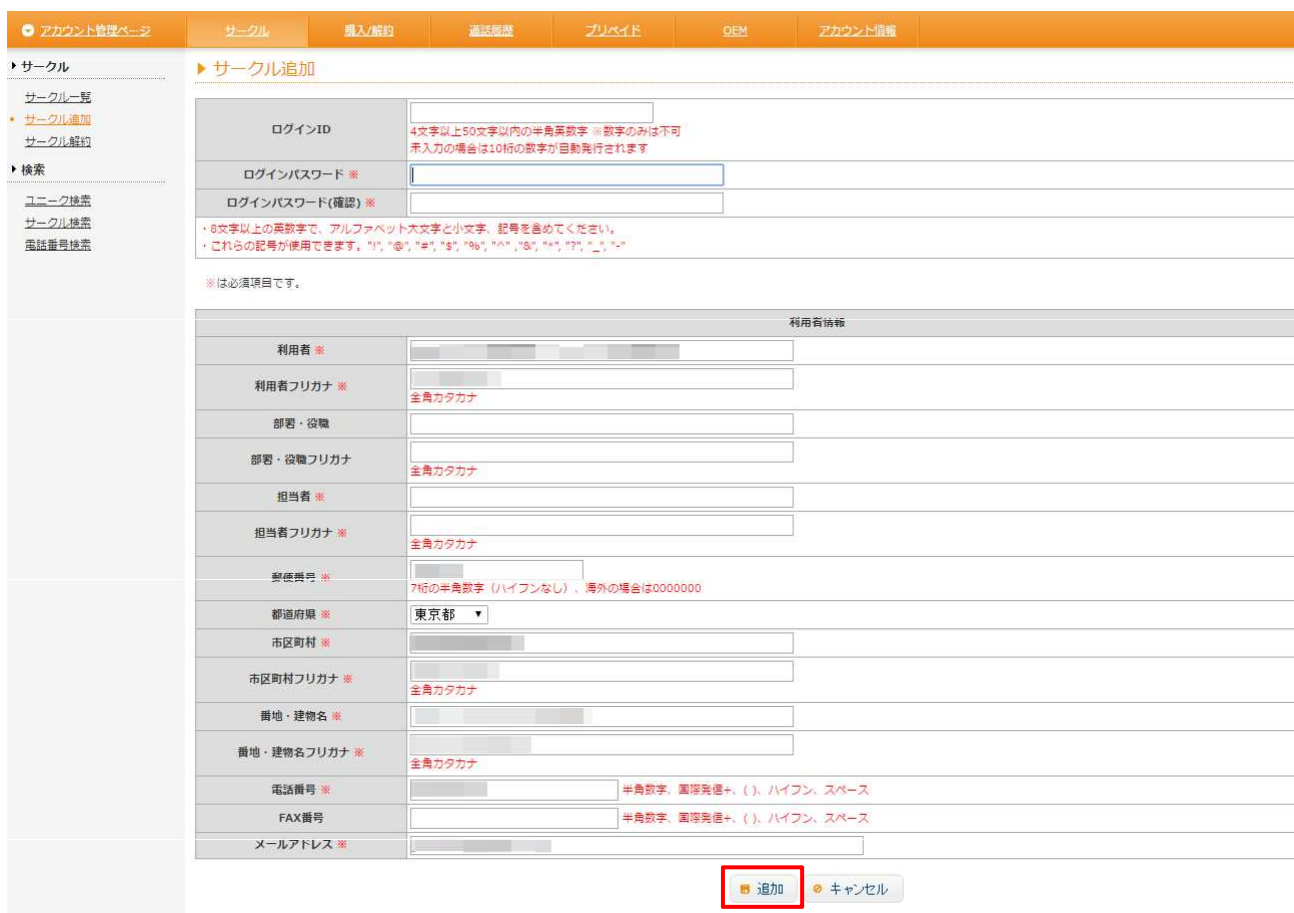 アカウント管理ページ サークル 購入/解約 通話履歴 プリペイド OEM アカウント情報
サークル
サークル一覧
サークル追加
サークル解約
検索
ユニーク検索
サークル検索
電話番号検索
サークル追加
ログインID
4文字以上50文字以内の半角英数字 ※数字のみは不可
未入力の場合は10桁の数字が自動発行されます
ログインパスワード ※
ログインパスワード(確認) ※
・8文字以上の英数字で、アルファベット大文字と小文字、記号を含めてください。
・これらの記号が使用できます。"!", "@", "#", "$", "%", "^" ,"&", "*", "?", "_", "-"
※は必須項目です。
利用者情報
利用者 ※
利用者フリガナ ※
全角カタカナ
部署・役職
部署・役職フリガナ
全角カタカナ
担当者 ※
担当者フリガナ ※
全角カタカナ
郵便番号 ※
7桁の半角数字（ハイフンなし）、海外の場合は0000000
都道府県 ※ 東京都 ▼
市区町村 ※
市区町村フリガナ ※
全角カタカナ
番地・建物名 ※
番地・建物名フリガナ ※
全角カタカナ
電話番号 ※ 半角数字、国際発信+、( )、ハイフン、スペース
FAX番号 半角数字、国際発信+、( )、ハイフン、スペース
メールアドレス ※
追加 キャンセル